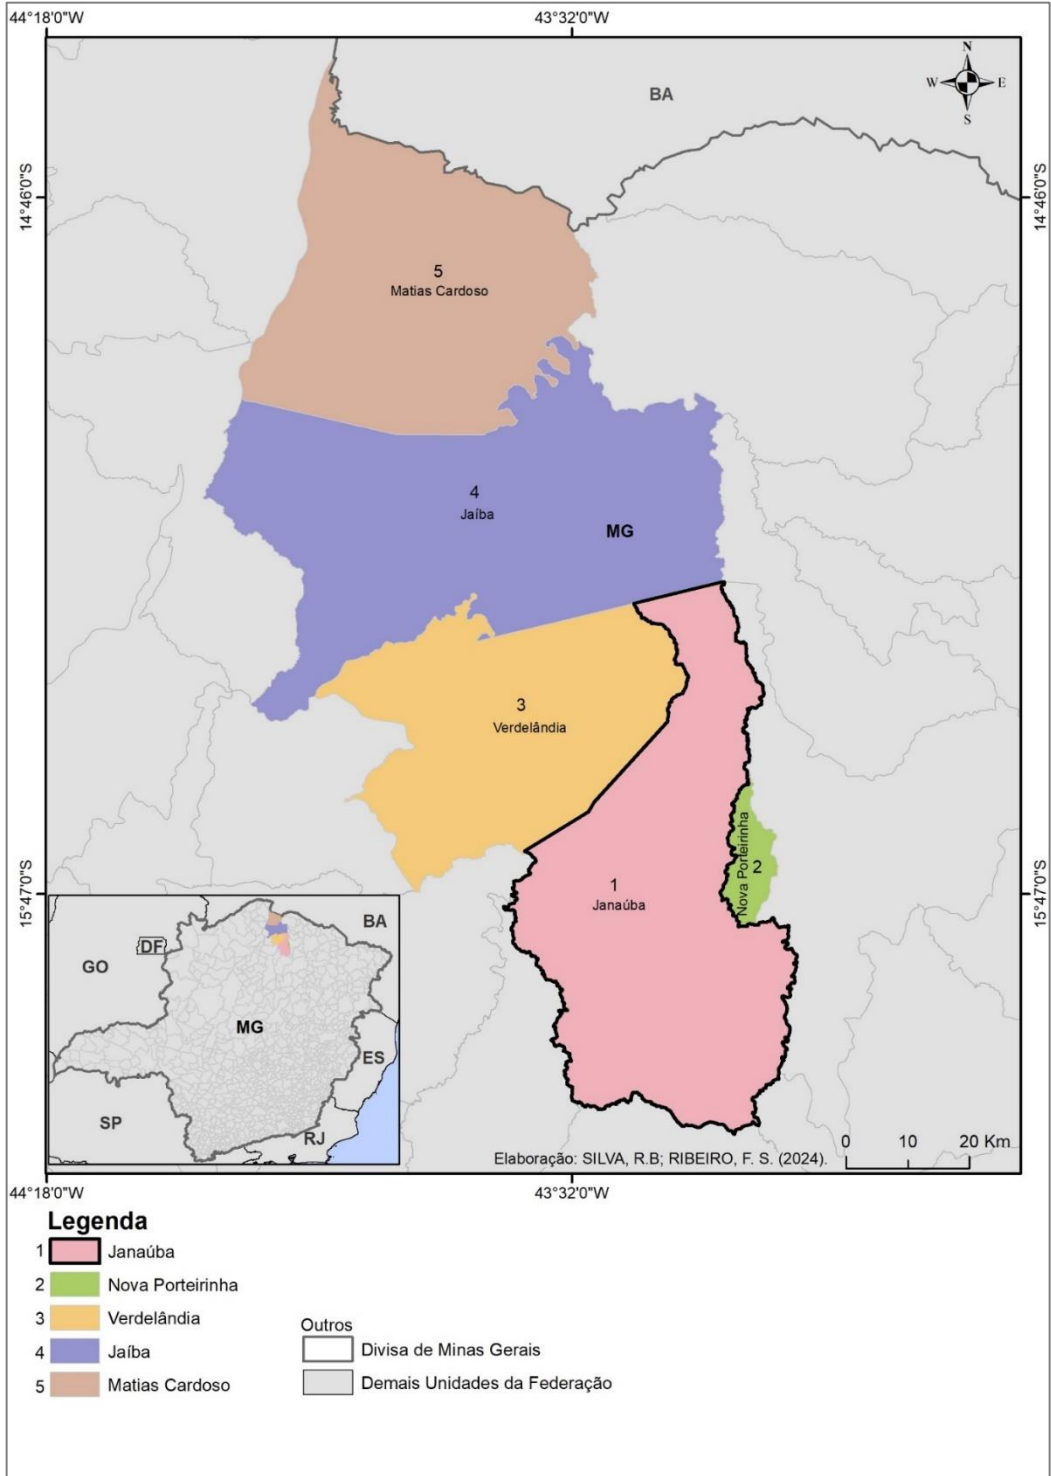 44°18'0"W
43°32'0"W
N
W
E
S
BA
14°46'0"S
14°46'0"S
5
Matias Cardoso
4
Jaíba
MG
3
Verdelândia
Nova Porteirinha
2
1
Janaúba
15°47'0"S
15°47'0"S
BA
DF
GO
MG
ES
SP
RJ
0 10 20 Km
Elaboração: SILVA, R.B; RIBEIRO, F. S. (2024).
44°18'0"W
43°32'0"W
Legenda
1 Janaúba
2 Nova Porteirinha
3 Verdelândia
4 Jaíba
5 Matias Cardoso
Outros
Divisa de Minas Gerais
Demais Unidades da Federação